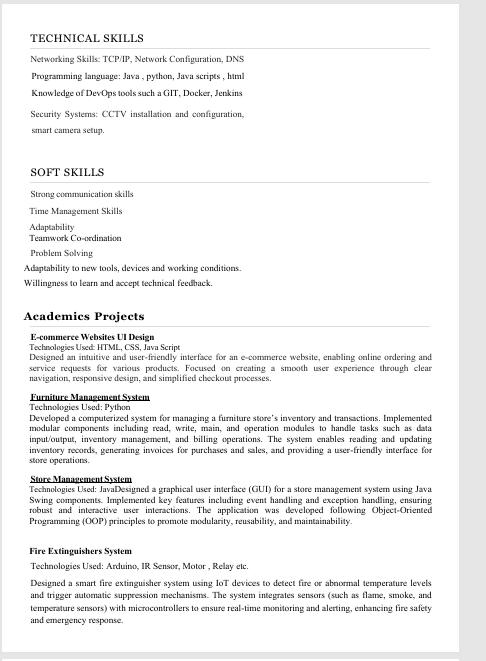 TECHNICAL SKILLS
Networking Skills: TCP/IP, Network Configuration, DNS
Programming language: Java , python, Java scripts , html
Knowledge of DevOps tools such a GIT, Docker, Jenkins
Security Systems: CCTV installation and configuration,
smart camera setup.
SOFT SKILLS
Strong communication skills
Time Management Skills
Adaptability
Teamwork Co-ordination
Problem Solving
Adaptability to new tools, devices and working conditions.
Willingness to learn and accept technical feedback.
Academics Projects
E-commerce Websites UI Design
Technologies Used: HTML, CSS, Java Script
Designed an intuitive and user-friendly interface for an e-commerce website, enabling online ordering and
service requests for various products. Focused on creating a smooth user experience through clear
navigation, responsive design, and simplified checkout processes.
Furniture Management System
Technologies Used: Python
Developed a computerized system for managing a furniture store's inventory and transactions. Implemented
modular components including read, write, main, and operation modules to handle tasks such as data
input/output, inventory management, and billing operations. The system enables reading and updating
inventory records, generating invoices for purchases and sales, and providing a user-friendly interface for
store operations.
Store Management System
Technologies Used: JavaDesigned a graphical user interface (GUI) for a store management system using Java
Swing components. Implemented key features including event handling and exception handling, ensuring
robust and interactive user interactions. The application was developed following Object-Oriented
Programming (OOP) principles to promote modularity, reusability, and maintainability.
Fire Extinguishers System
Technologies Used: Arduino, IR Sensor, Motor , Relay etc.
Designed a smart fire extinguisher system using IoT devices to detect fire or abnormal temperature levels
and trigger automatic suppression mechanisms. The system integrates sensors (such as flame, smoke, and
temperature sensors) with microcontrollers to ensure real-time monitoring and alerting, enhancing fire safety
and emergency response.